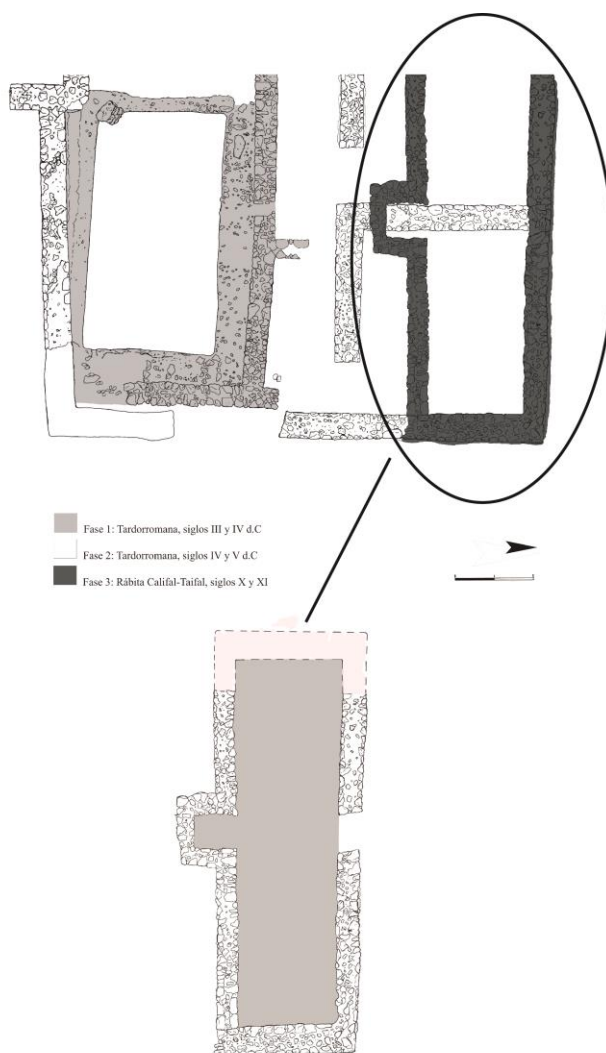 Fase 1: Tardorromana, siglos III y IV d.C
Fase 2: Tardorromana, siglos IV y V d.C
Fase 3: Rábita Califal-Taifal, siglos X y XI